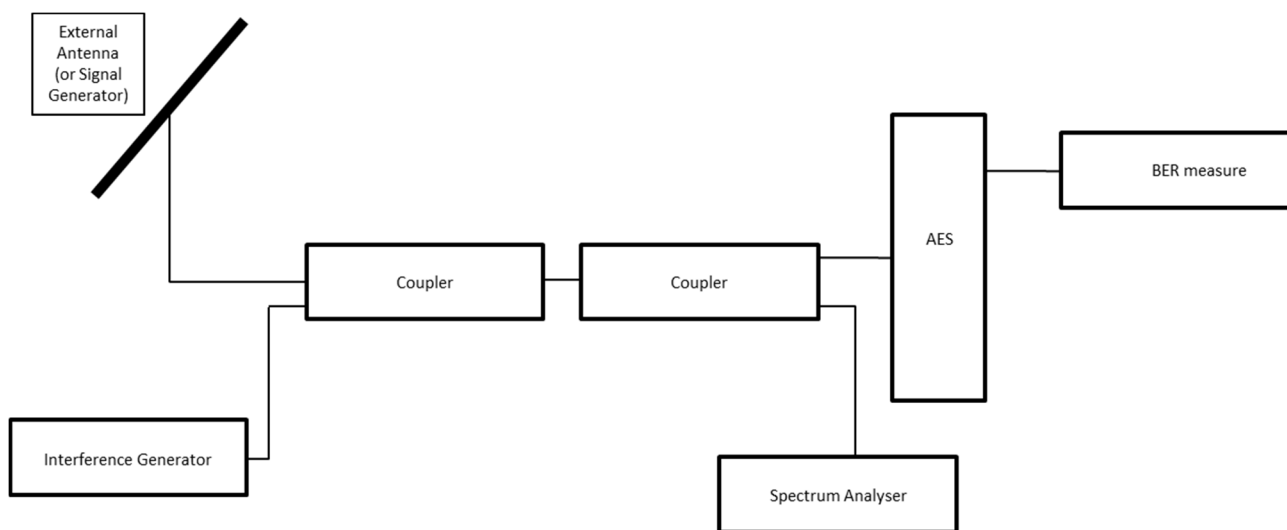 External
Antenna
(or Signal
Generator)
BER measure
AES
Coupler
Coupler
Interference Generator
Spectrum Analyser